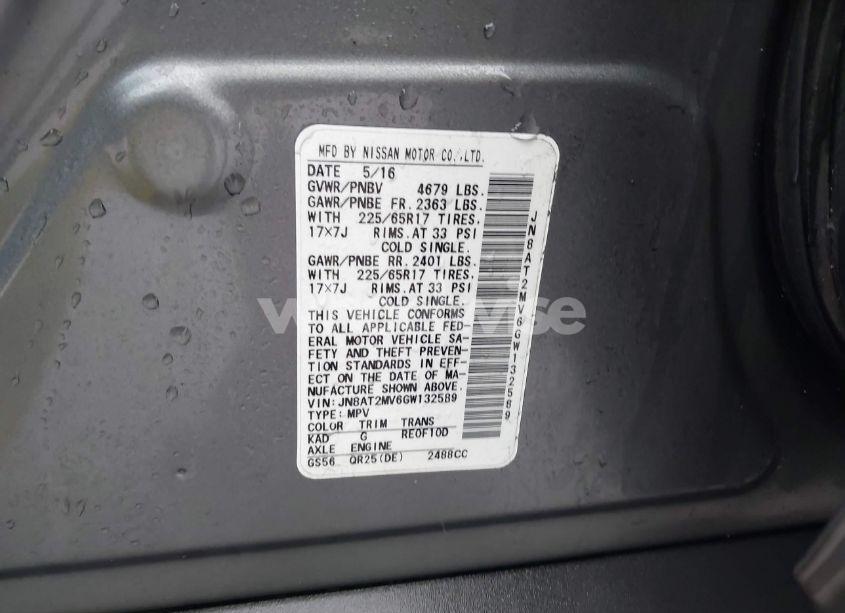 MFD BY NISSAN MOTOR CO.,LTD.
DATE 5/16
GVWR/PNBV 4679 LBS.
GAWR/PNBE FR. 2363 LBS.
WITH 225/65R17 TIRES.
17×7J RIMS.AT 33 PSI
COLD SINGLE.
GAWR/PNBE RR. 2401 LBS.
WITH 225/65R17 TIRES.
17×7J RIMS.AT 33 PSI
COLD SINGLE.
THIS VEHICLE CONFORMS
TO ALL APPLICABLE FED-
ERAL MOTOR VEHICLE SA-
FETY AND THEFT PREVEN-
TION STANDARDS IN EFF-
ECT ON THE DATE OF MA-
NUFACTURE SHOWN ABOVE.
VIN:JN8AT2MV6GW132589
TYPE:MPV
COLOR TRIM TRANS
KAD G RE0F10D
AXLE ENGINE
GS56 QR25(DE) 2488CC
JN8AT2MV6GW132589